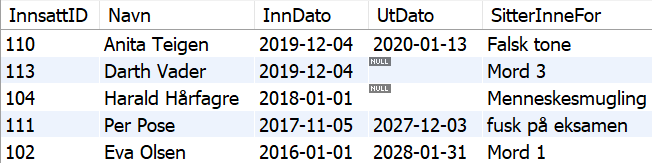 InnsattID Navn InnDato UtDato SitterInneFor
110 Anita Teigen 2019-12-04 2020-01-13 Falsk tone
113 Darth Vader 2019-12-04 NULL Mord 3
104 Harald Hårfagre 2018-01-01 NULL Menneskesmugling
111 Per Pose 2017-11-05 2027-12-03 fusk på eksamen
102 Eva Olsen 2016-01-01 2028-01-31 Mord 1